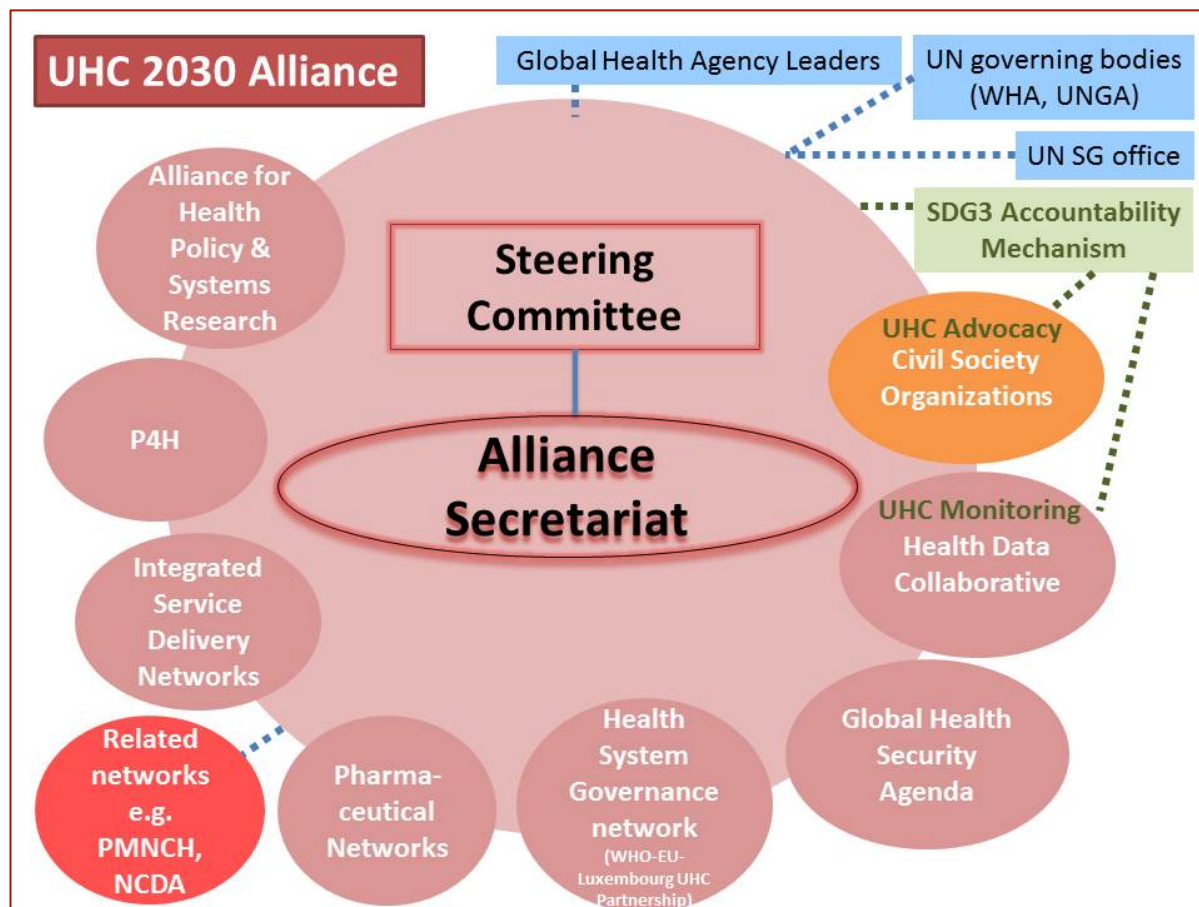 UHC 2030 Alliance
Global Health Agency Leaders
UN governing bodies
(WHA, UNGA)
UN SG office
SDG3 Accountability
Mechanism
Alliance for
Health
Policy &
Systems
Research
Steering
Committee
UHC Advocacy
Civil Society
Organizations
P4H
Alliance
Secretariat
UHC Monitoring
Health Data
Collaborative
Integrated
Service
Delivery
Networks
Related
networks
e.g.
PMNCH,
NCDA
Pharma-
ceutical
Networks
Health
System
Governance
network
(WHO-EU-
Luxembourg UHC
Partnership)
Global Health
Security
Agenda